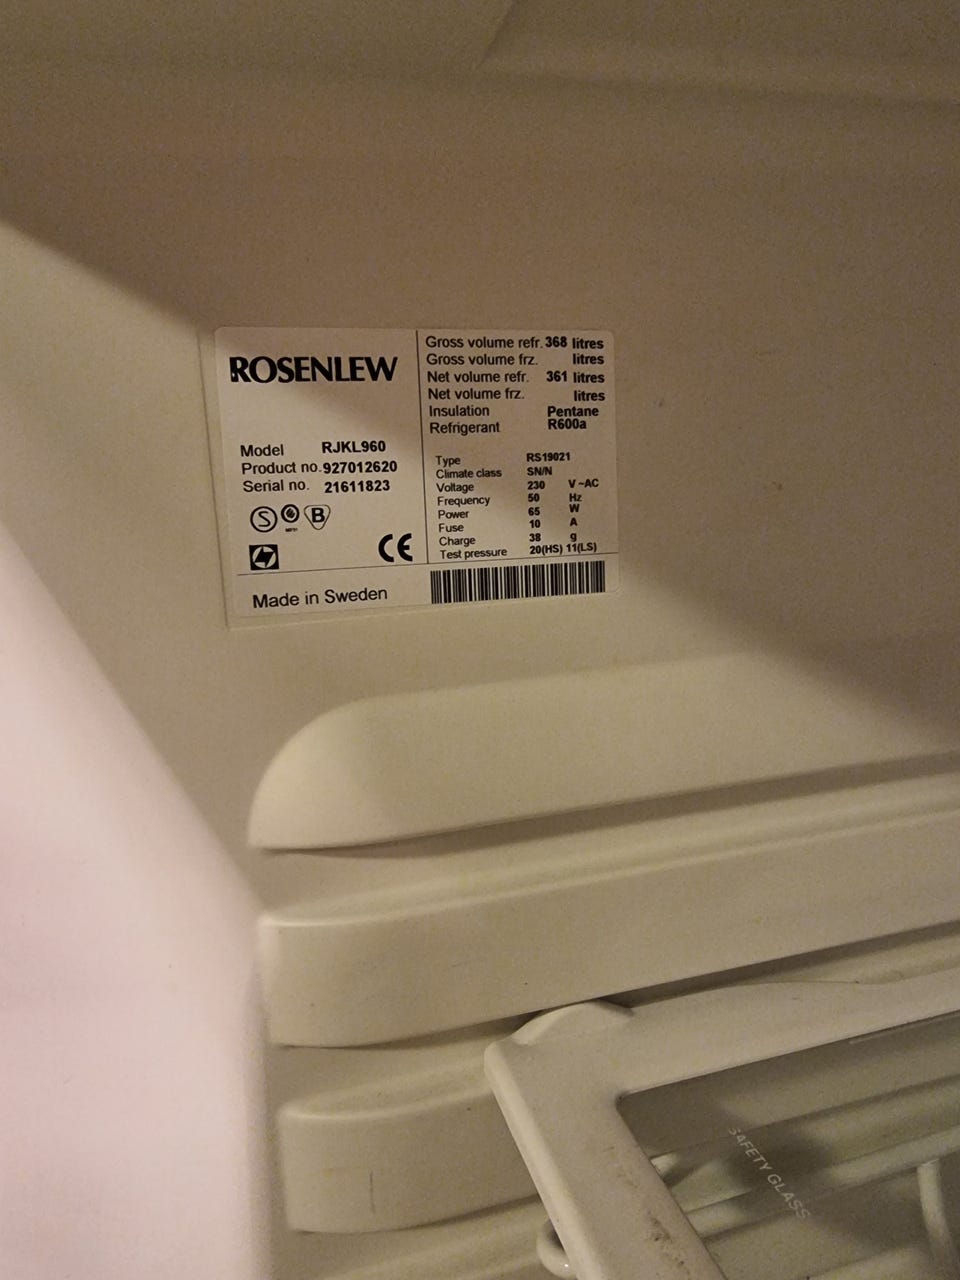 ROSENLEW
Model RJKL960
Product no. 927012620
Serial no. 21611823
S B
CE
Made in Sweden
Gross volume refr. 368 litres
Gross volume frz. litres
Net volume refr. 361 litres
Net volume frz. litres
Insulation Pentane
Refrigerant R600a
Type RS19021
Climate class SN/N
Voltage 230 V ~AC
Frequency 50 Hz
Power 65 W
Fuse 10 A
Charge 38 g
Test pressure 20(HS) 11(LS)
SAFETY GLASS